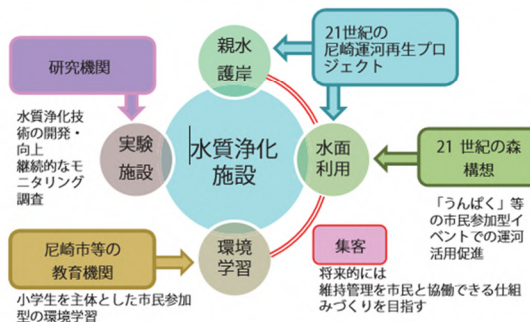 研究機関
水質浄化技
術の開発・
向上
継続的なモ
ニタリング
調査
親水
護岸
21世紀の
尼崎運河再生プロ
ジェクト
実験
施設
水質浄化
施設
水面
利用
21 世紀の森
構想
「うんぱく」等
の市民参加型イ
ベントでの運河
活用促進
尼崎市等の
教育機関
小学生を主体とした市民参加
型の環境学習
環境
学習
集客
将来的には
維持管理を市民と協働できる仕組
みづくりを目指す